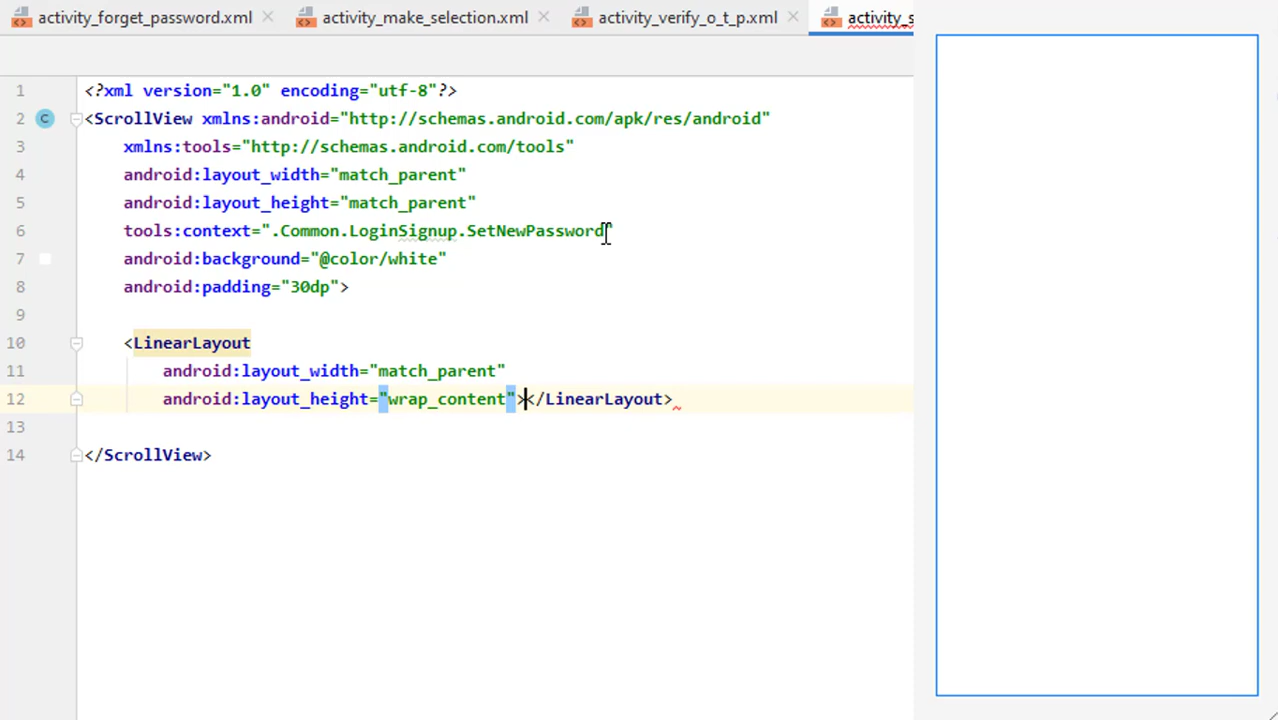 activity_forget_password.xml activity_make_selection.xml activity_verify_o_t_p.xml activity_s
1 <?xml version="1.0" encoding="utf-8"?>
2 <ScrollView xmlns:android="http://schemas.android.com/apk/res/android"
3 xmlns:tools="http://schemas.android.com/tools"
4 android:layout_width="match_parent"
5 android:layout_height="match_parent"
6 tools:context=".Common.LoginSignup.SetNewPassword"
7 android:background="@color/white"
8 android:padding="30dp">
9
10 <LinearLayout
11 android:layout_width="match_parent"
12 android:layout_height="wrap_content"></LinearLayout>
13
14 </ScrollView>